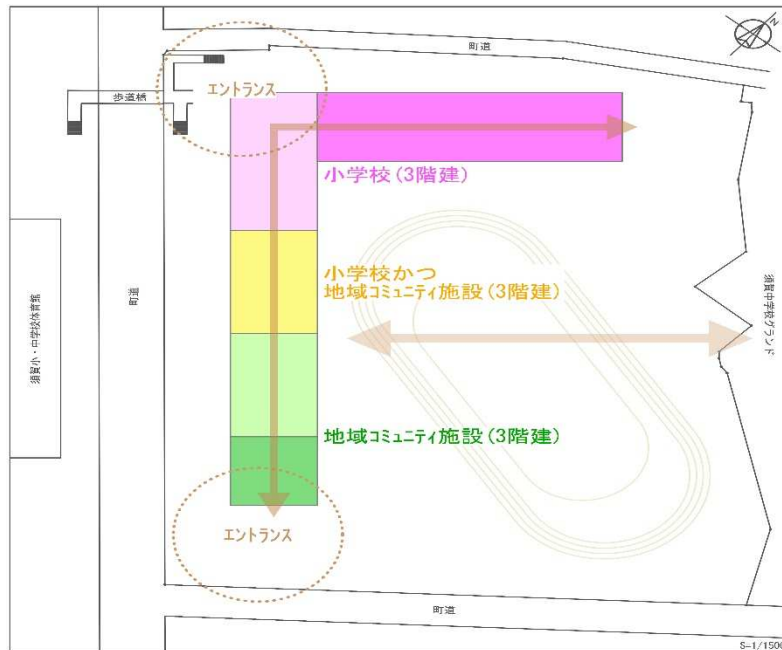 N
町道
エントランス
歩道橋
小学校(3階建)
小学校かつ
地域コミュニティ施設(3階建)
町道
須賀小・中学校体育館
須賀中学校グランド
地域コミュニティ施設(3階建)
エントランス
町道
S=1/1500